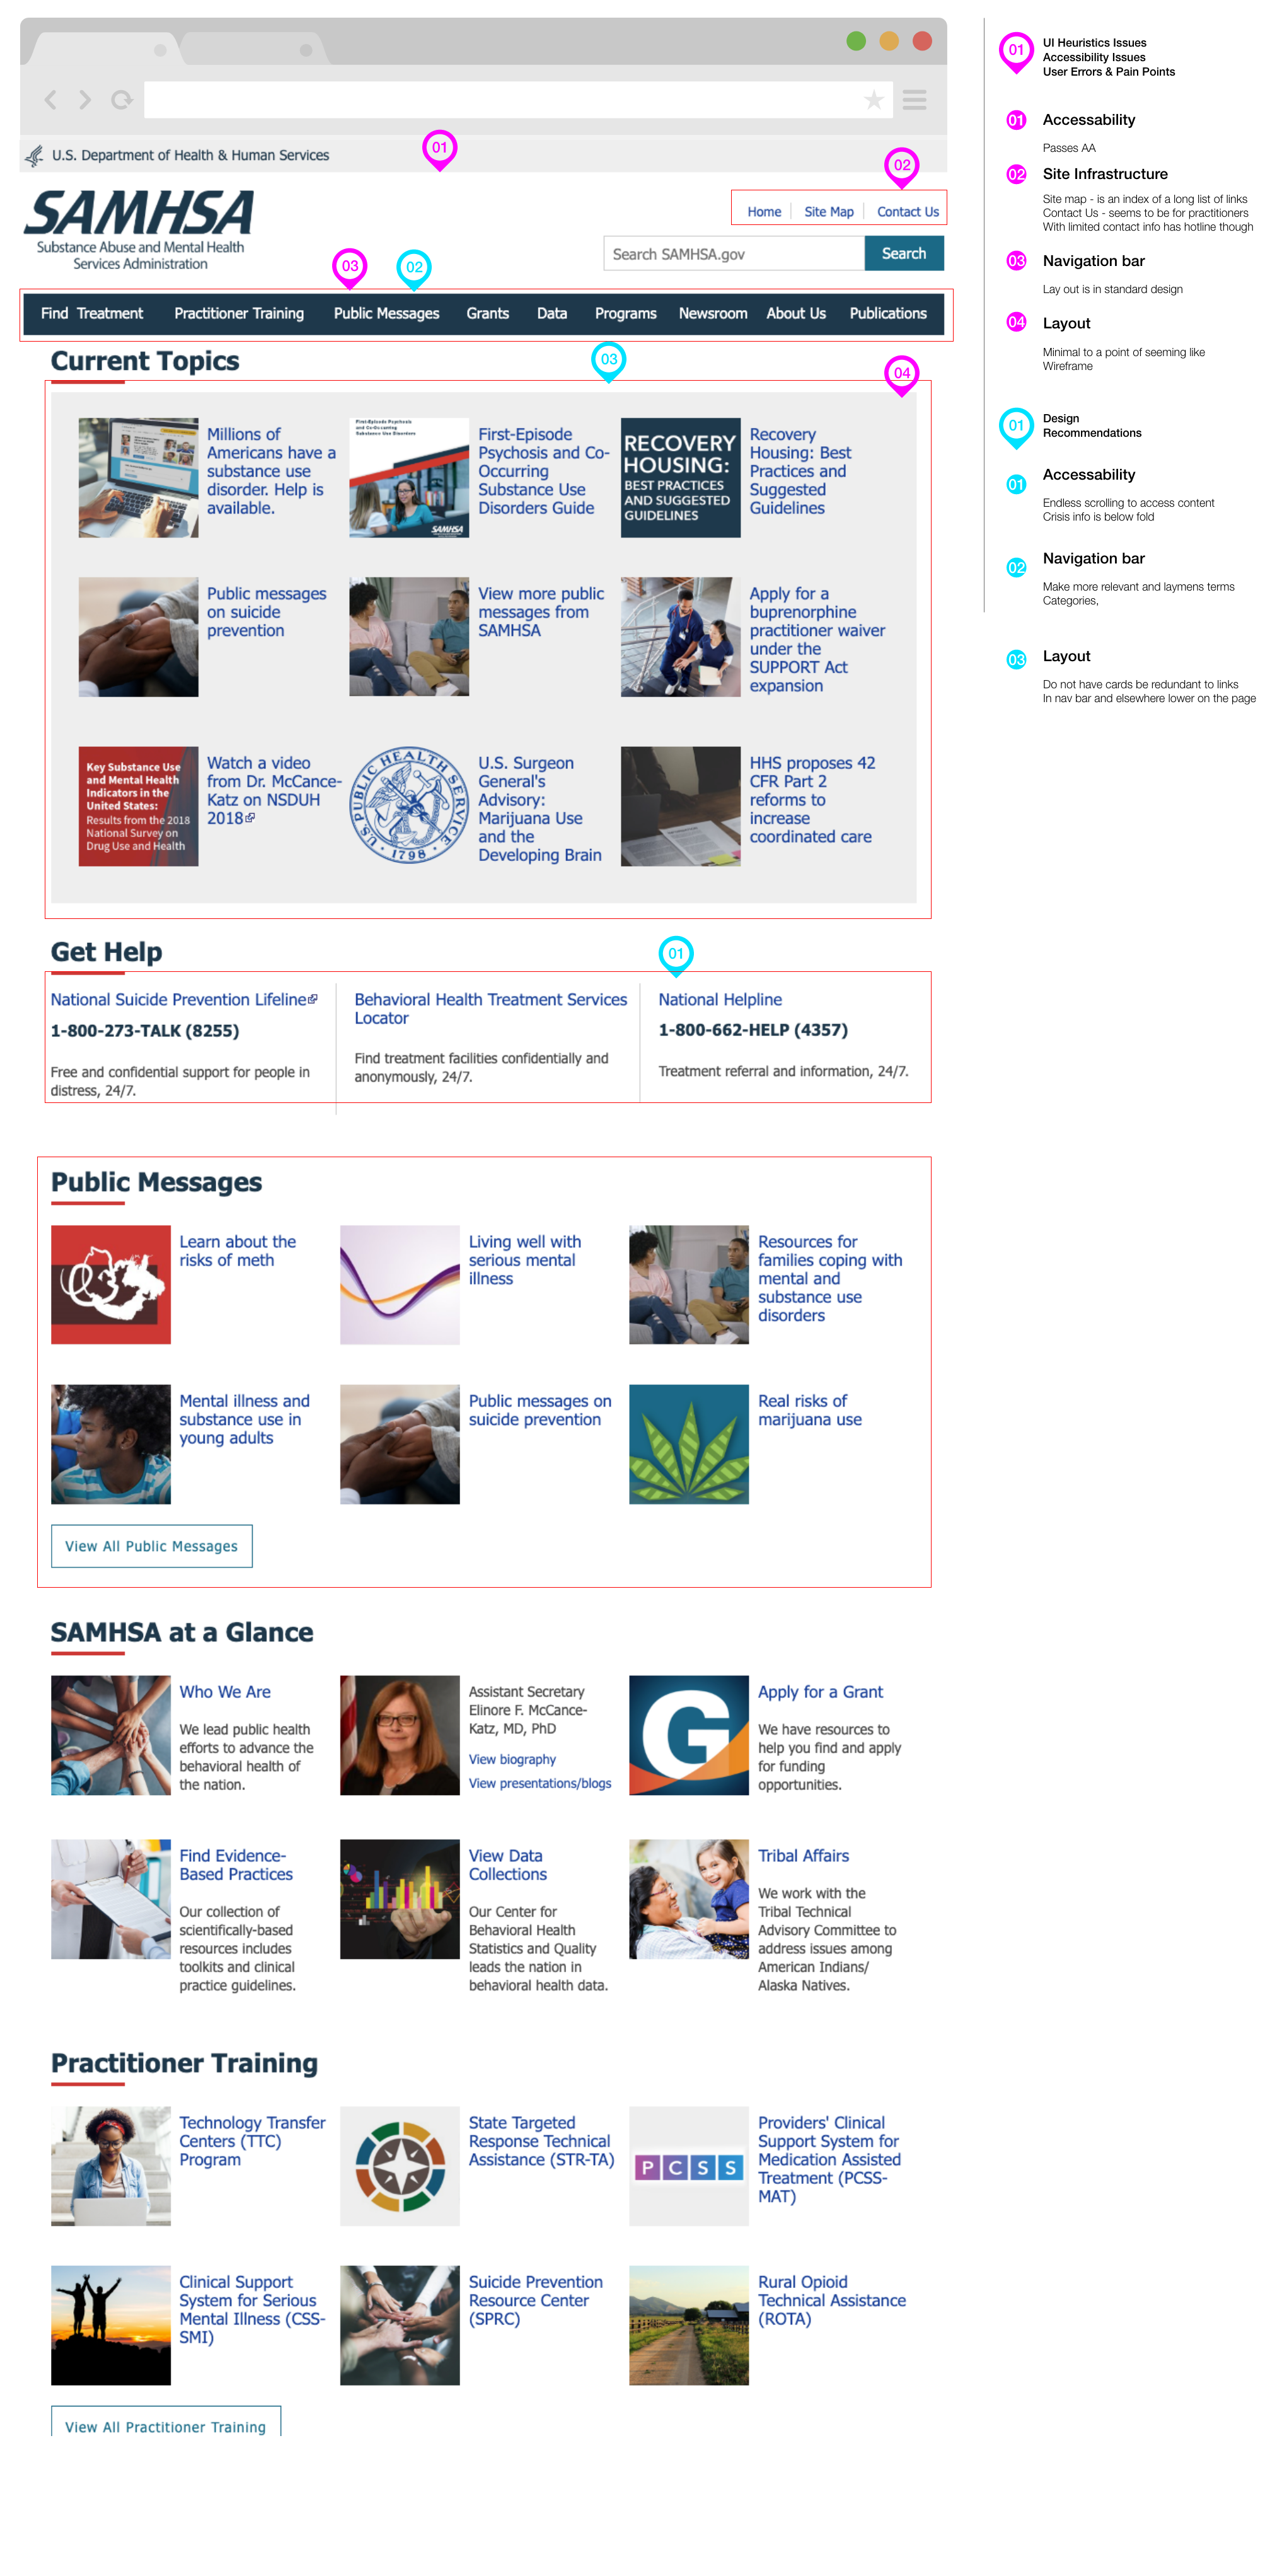 U.S. Department of Health & Human Services
01
02
SAMHSA
Substance Abuse and Mental Health
Services Administration
Home
Site Map
Contact Us
Search SAMHSA.gov
Search
03
02
Find Treatment
Practitioner Training
Public Messages
Grants
Data
Programs
Newsroom
About Us
Publications
Current Topics
03
04
Millions of
Americans have a
substance use
disorder. Help is
available.
First-Episode Psychosis
and Co-Occurring
Substance Use Disorders
SAMHSA
First-Episode
Psychosis and Co-
Occurring
Substance Use
Disorders Guide
RECOVERY
HOUSING:
BEST PRACTICES
AND SUGGESTED
GUIDELINES
Recovery
Housing: Best
Practices and
Suggested
Guidelines
Public messages
on suicide
prevention
View more public
messages from
SAMHSA
Apply for a
buprenorphine
practitioner waiver
under the
SUPPORT Act
expansion
Key Substance Use
and Mental Health
Indicators in the
United States:
Results from the 2018
National Survey on
Drug Use and Health
Watch a video
from Dr. McCance-
Katz on NSDUH
2018
U.S. PUBLIC HEALTH SERVICE
1798
U.S. Surgeon
General's
Advisory:
Marijuana Use
and the
Developing Brain
HHS proposes 42
CFR Part 2
reforms to
increase
coordinated care
Get Help
01
National Suicide Prevention Lifeline
1-800-273-TALK (8255)
Free and confidential support for people in
distress, 24/7.
Behavioral Health Treatment Services
Locator
Find treatment facilities confidentially and
anonymously, 24/7.
National Helpline
1-800-662-HELP (4357)
Treatment referral and information, 24/7.
Public Messages
Learn about the
risks of meth
Living well with
serious mental
illness
Resources for
families coping with
mental and
substance use
disorders
Mental illness and
substance use in
young adults
Public messages on
suicide prevention
Real risks of
marijuana use
View All Public Messages
SAMHSA at a Glance
Who We Are
We lead public health
efforts to advance the
behavioral health of
the nation.
Assistant Secretary
Elinore F. McCance-
Katz, MD, PhD
View biography
View presentations/blogs
G
Apply for a Grant
We have resources to
help you find and apply
for funding
opportunities.
Find Evidence-
Based Practices
Our collection of
scientifically-based
resources includes
toolkits and clinical
practice guidelines.
View Data
Collections
Our Center for
Behavioral Health
Statistics and Quality
leads the nation in
behavioral health data.
Tribal Affairs
We work with the
Tribal Technical
Advisory Committee to
address issues among
American Indians/
Alaska Natives.
Practitioner Training
Technology Transfer
Centers (TTC)
Program
State Targeted
Response Technical
Assistance (STR-TA)
PCSS
Providers' Clinical
Support System for
Medication Assisted
Treatment (PCSS-
MAT)
Clinical Support
System for Serious
Mental Illness (CSS-
SMI)
Suicide Prevention
Resource Center
(SPRC)
Rural Opioid
Technical Assistance
(ROTA)
View All Practitioner Training
01
UI Heuristics Issues
Accessibility Issues
User Errors & Pain Points
01
Accessability
Passes AA
02
Site Infrastructure
Site map - is an index of a long list of links
Contact Us - seems to be for practitioners
With limited contact info has hotline though
03
Navigation bar
Lay out is in standard design
04
Layout
Minimal to a point of seeming like
Wireframe
01
Design
Recommendations
01
Accessability
Endless scrolling to access content
Crisis info is below fold
02
Navigation bar
Make more relevant and laymens terms
Categories,
03
Layout
Do not have cards be redundant to links
In nav bar and elsewhere lower on the page